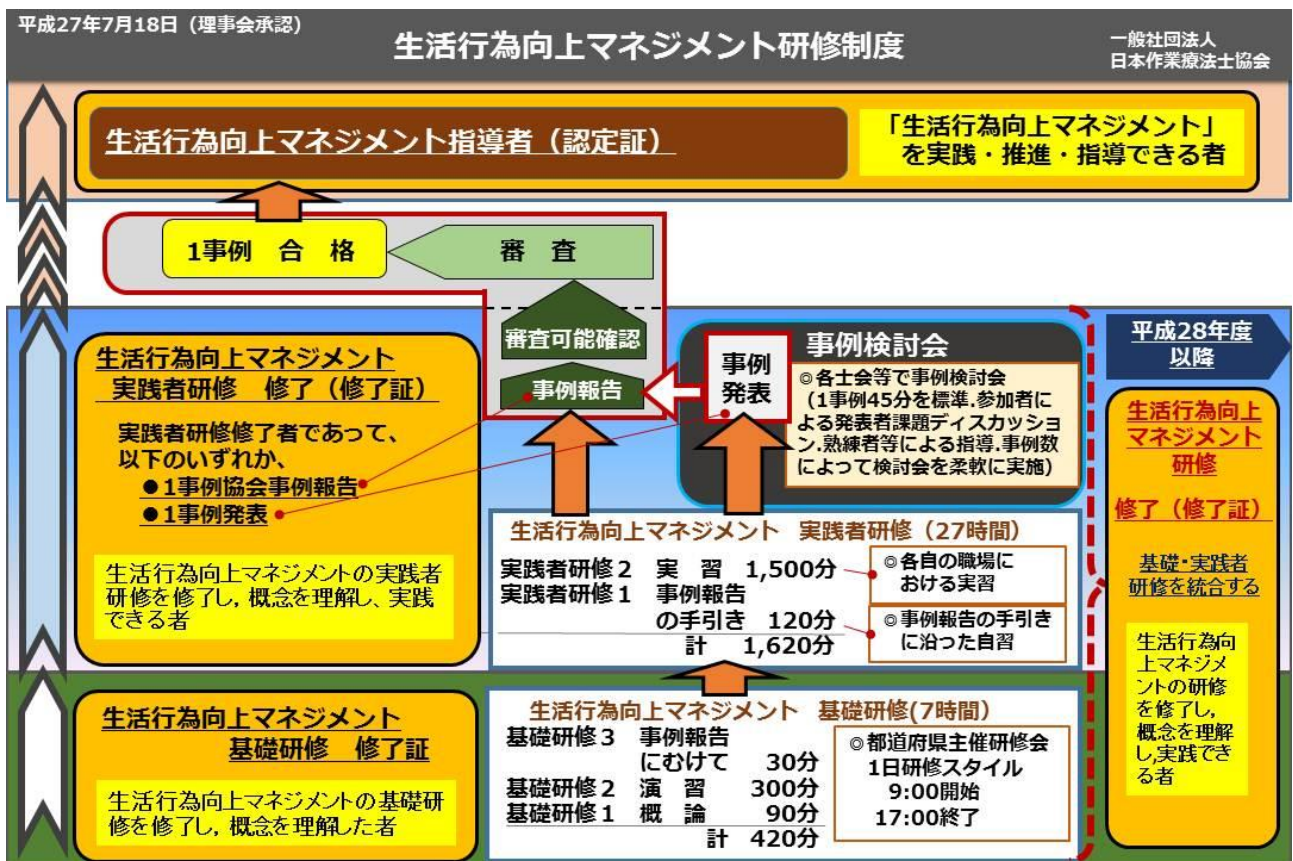 平成27年7月18日（理事会承認）
生活行為向上マネジメント研修制度
一般社団法人
日本作業療法士協会
生活行為向上マネジメント指導者（認定証）
「生活行為向上マネジメント」
を実践・推進・指導できる者
1事例　合　格
審　査
審査可能確認
事例報告
事例
発表
事例検討会
◎各士会等で事例検討会
（1事例45分を標準.参加者に
よる発表者課題ディスカッショ
ン.熟練者等による指導.事例数
によって検討会を柔軟に実施)
生活行為向上マネジメント
実践者研修　修了（修了証）
実践者研修修了者であって、
以下のいずれか、
●1事例協会事例報告
●1事例発表
生活行為向上マネジメントの実践者
研修を修了し，概念を理解し、実践
できる者
生活行為向上マネジメント　実践者研修（27時間）
実践者研修２　実　習　1,500分
実践者研修１　事例報告
の手引き　120分
計　1,620分
◎各自の職場に
おける実習
◎事例報告の手引き
に沿った自習
平成28年度
以降
生活行為向上
マネジメント
研修
修了（修了証）
基礎・実践者
研修を統合する
生活行為向
上マネジメ
ントの研修
を修了し，
概念を理解
し,実践でき
る者
生活行為向上マネジメント
基礎研修　修了証
生活行為向上マネジメントの基礎研
修を修了し，概念を理解した者
生活行為向上マネジメント　基礎研修(7時間）
基礎研修３　事例報告
にむけて　30分
基礎研修２　演　習　300分
基礎研修１　概　論　90分
計　420分
◎都道府県主催研修会
1日研修スタイル
9:00開始
17:00終了